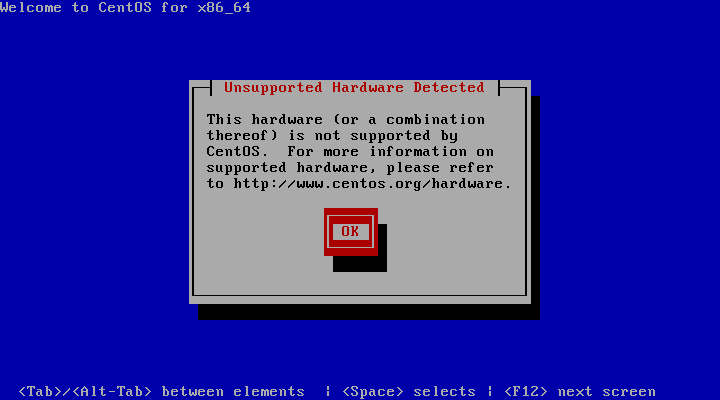 Welcome to CentOS for x86_64
Unsupported Hardware Detected
This hardware (or a combination
thereof) is not supported by
CentOS.  For more information on
supported hardware, please refer
to http://www.centos.org/hardware.
OK
<Tab>/<Alt-Tab> between elements  | <Space> selects | <F12> next screen